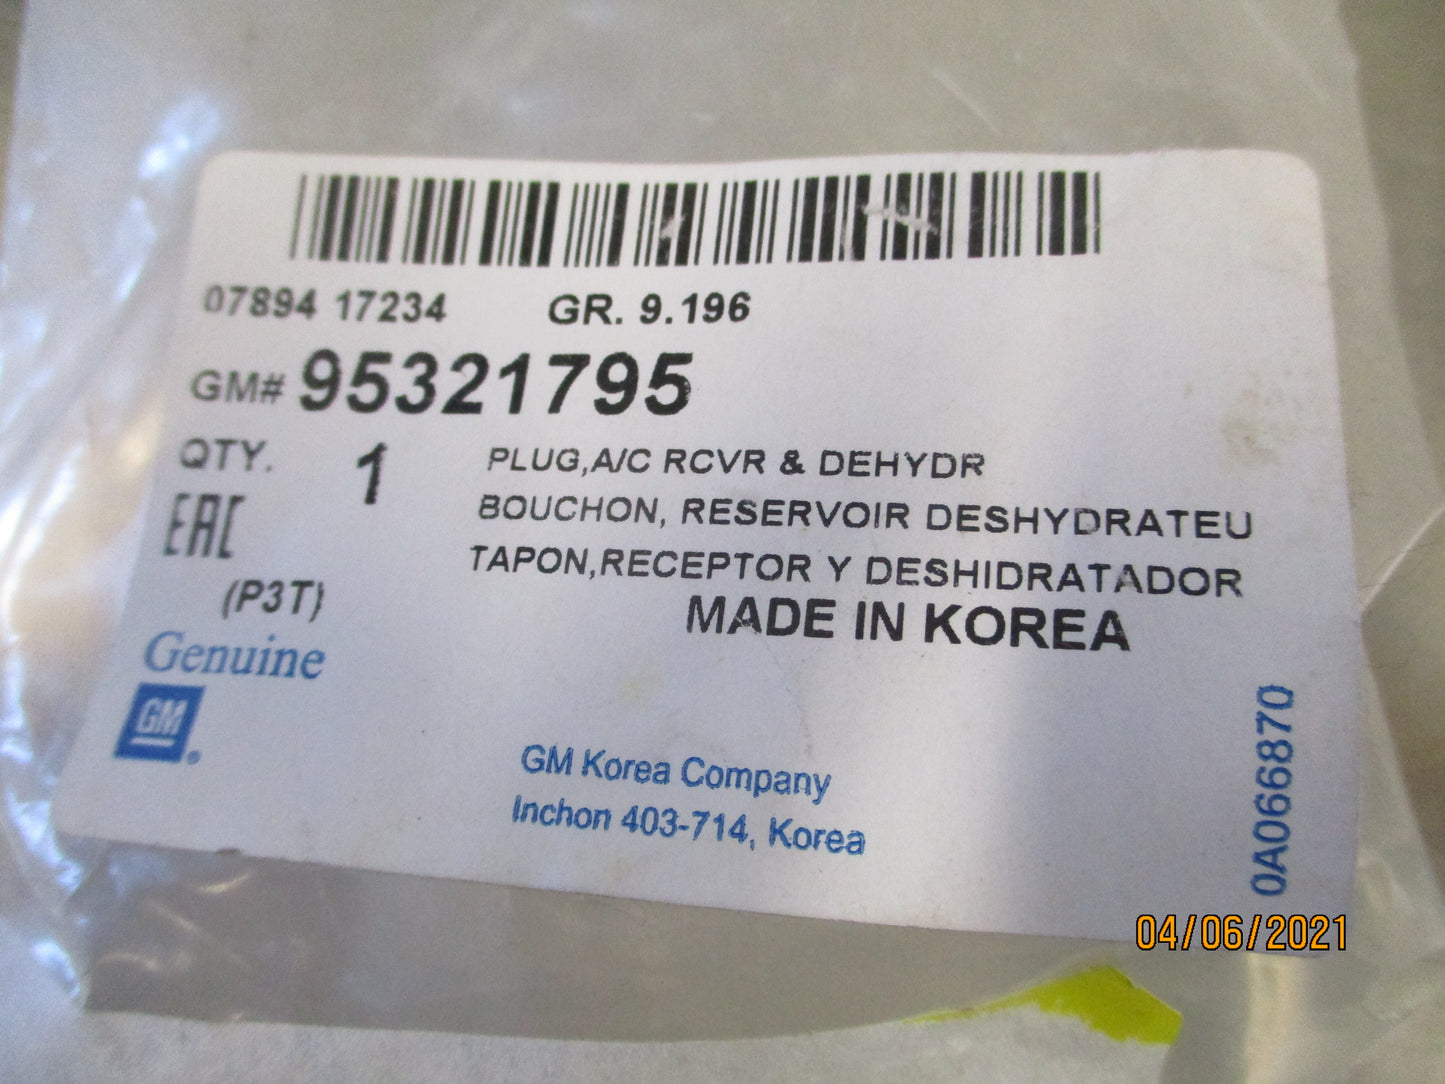 07894 17234 GR. 9.196
GM# 95321795
QTY. 1 PLUG,A/C RCVR & DEHYDR
BOUCHON, RESERVOIR DESHYDRATEU
EAC
TAPON,RECEPTOR Y DESHIDRATADOR
(P3T) MADE IN KOREA
Genuine
GM®
GM Korea Company
Inchon 403-714, Korea
0A066870
04/06/2021